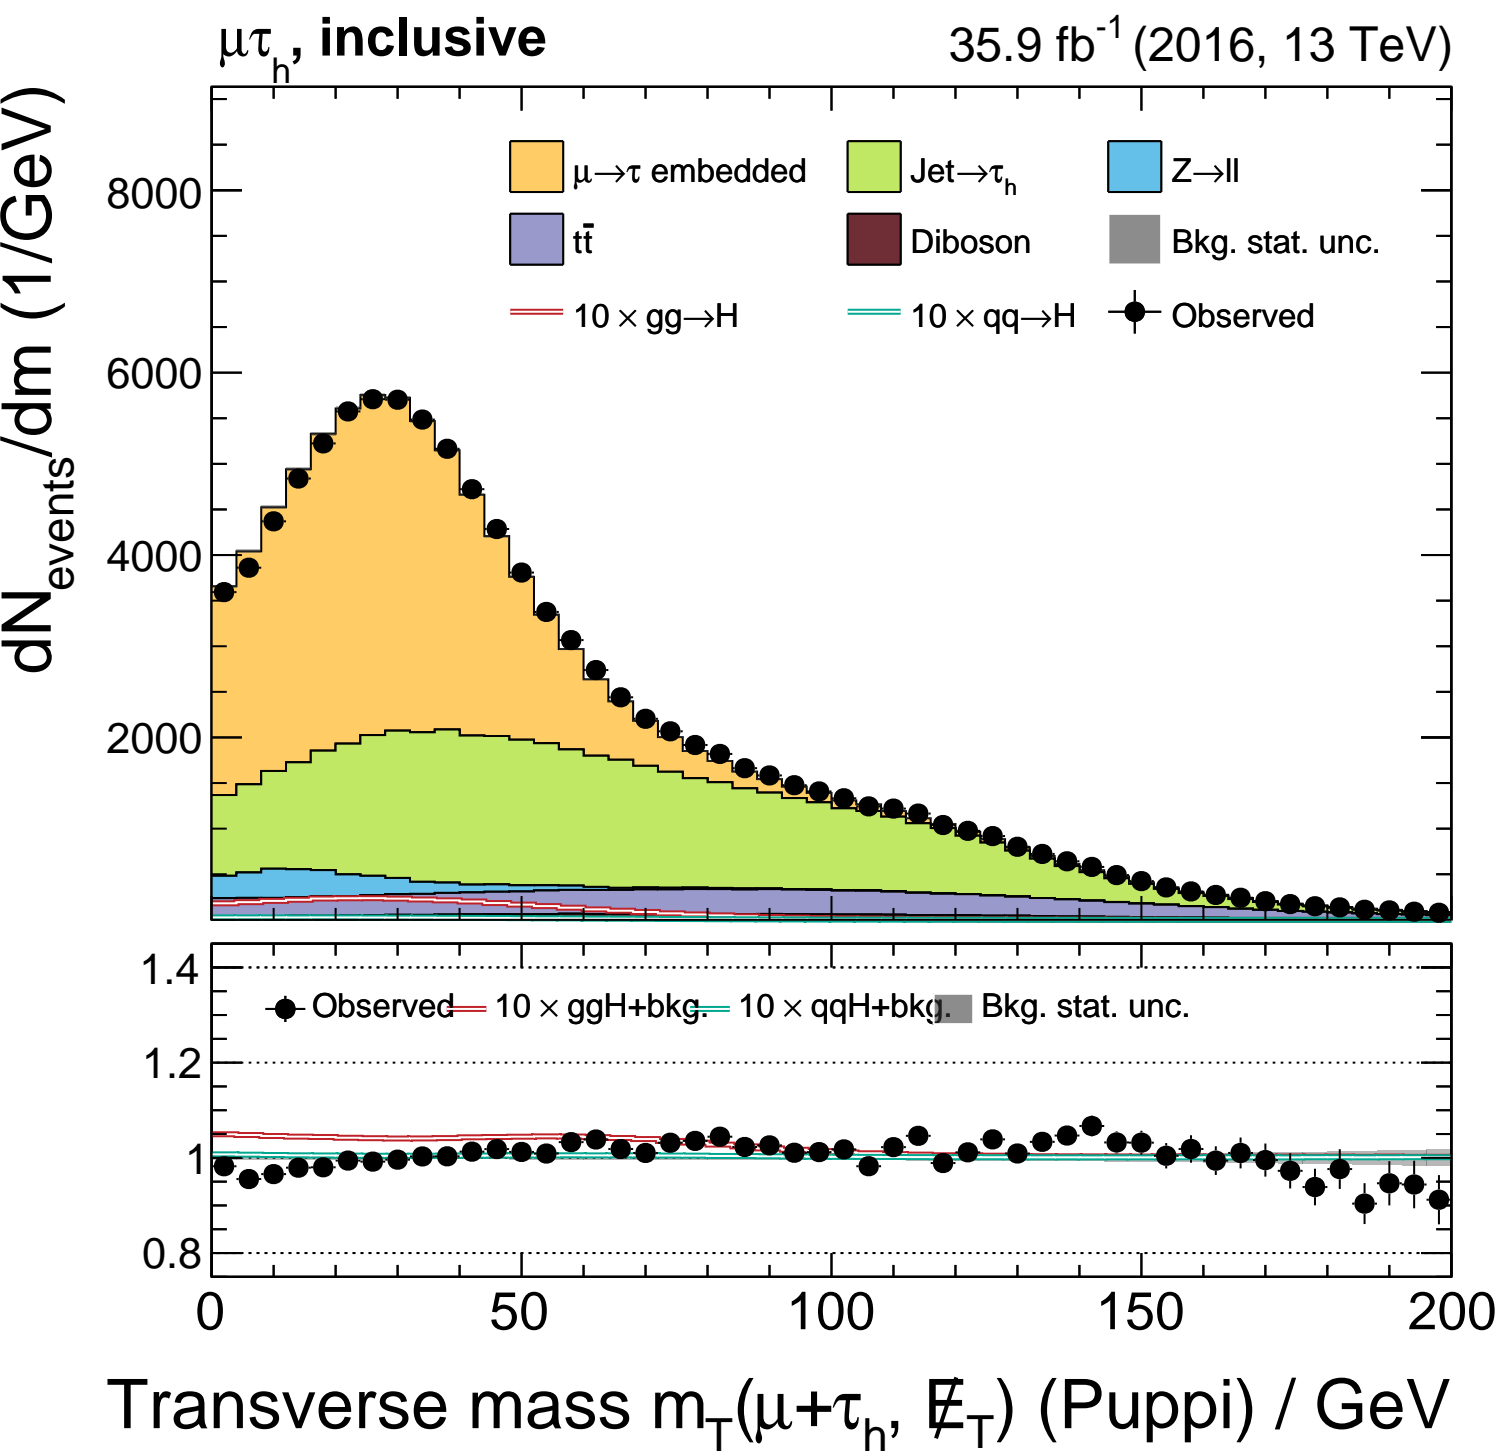 μτh, inclusive 35.9 fb-1 (2016, 13 TeV)
dNevents/dm (1/GeV)
8000
6000
4000
2000
μ→τ embedded Jet→τh Z→ll
tt̄ Diboson Bkg. stat. unc.
10 × gg→H 10 × qq→H Observed
1.4
1.2
1
0.8
Observed 10 × ggH+bkg. 10 × qqH+bkg. Bkg. stat. unc.
0 50 100 150 200
Transverse mass mT(μ+τh, E̸T) (Puppi) / GeV